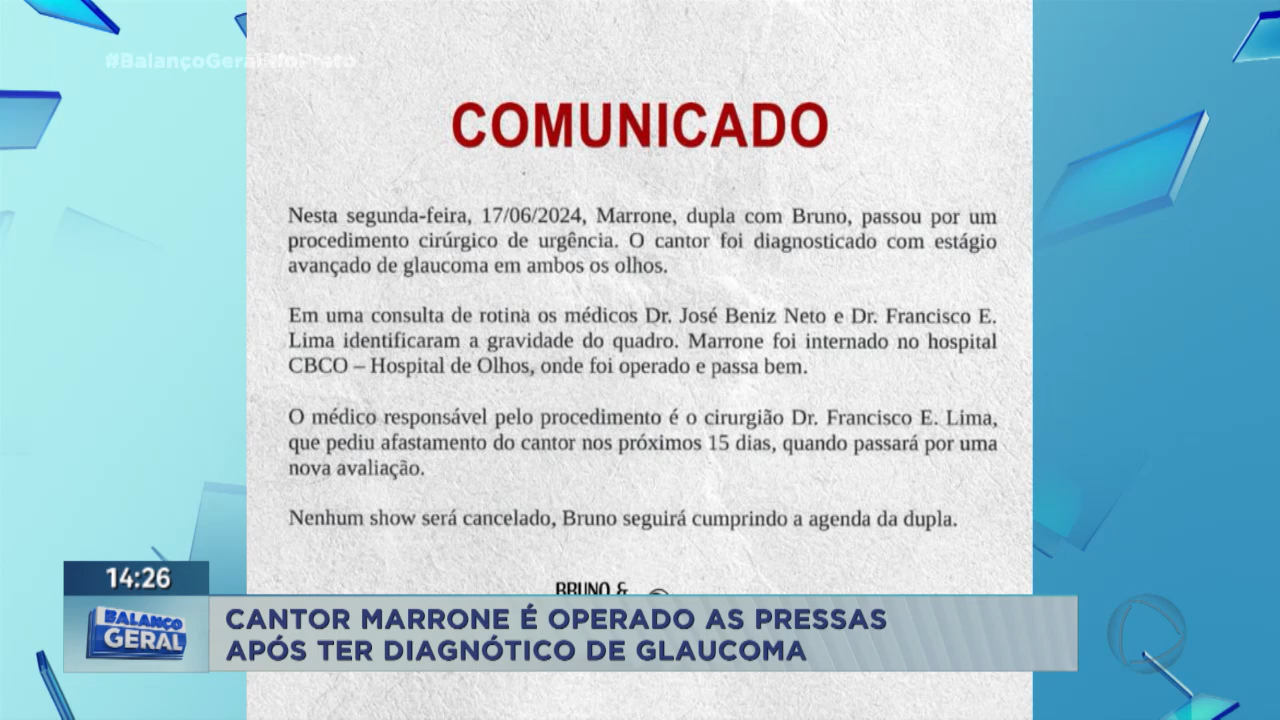 #BalançoGeralNoPrato
COMUNICADO
Nesta segunda-feira, 17/06/2024, Marrone, dupla com Bruno, passou por um
procedimento cirúrgico de urgência. O cantor foi diagnosticado com estágio
avançado de glaucoma em ambos os olhos.
Em uma consulta de rotina os médicos Dr. José Beniz Neto e Dr. Francisco E.
Lima identificaram a gravidade do quadro. Marrone foi internado no hospital
CBCO – Hospital de Olhos, onde foi operado e passa bem.
O médico responsável pelo procedimento é o cirurgião Dr. Francisco E. Lima,
que pediu afastamento do cantor nos próximos 15 dias, quando passará por uma
nova avaliação.
Nenhum show será cancelado, Bruno seguirá cumprindo a agenda da dupla.
BRUNO &
14:26
BALANÇO
GERAL
CANTOR MARRONE É OPERADO AS PRESSAS
APÓS TER DIAGNÓTICO DE GLAUCOMA